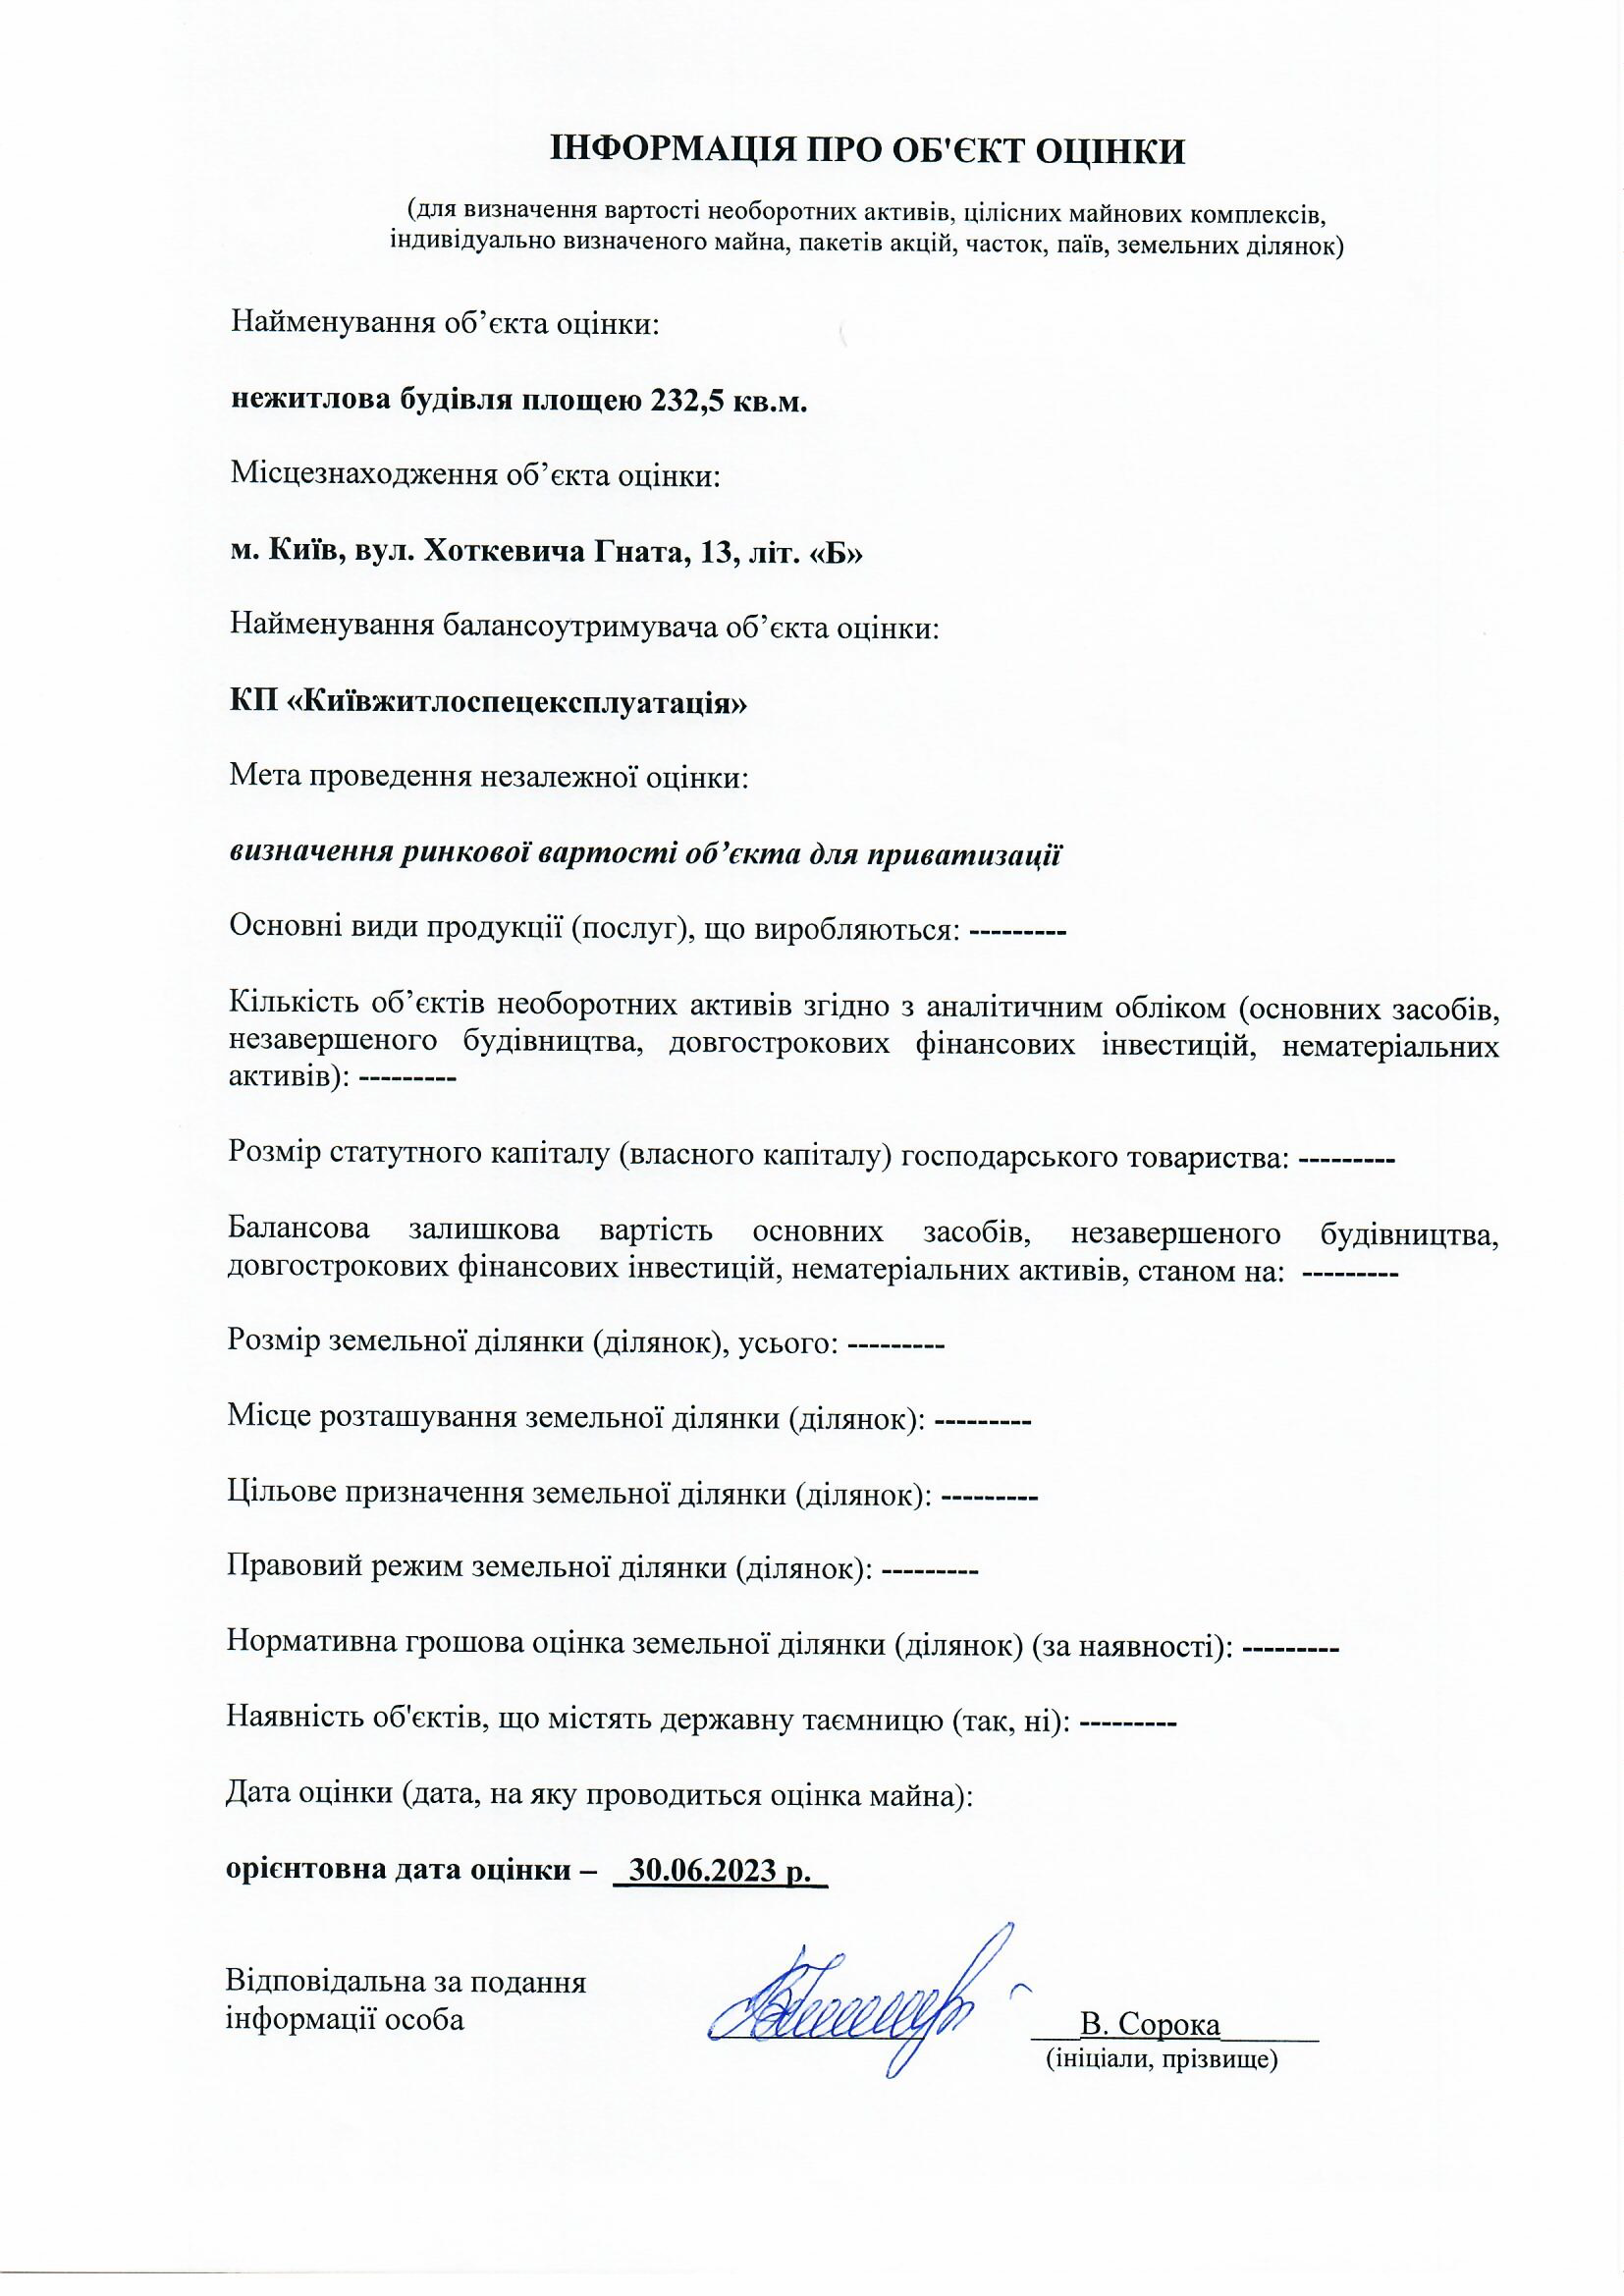 ІНФОРМАЦІЯ ПРО ОБ'ЄКТ ОЦІНКИ
(для визначення вартості необоротних активів, цілісних майнових комплексів,
індивідуально визначеного майна, пакетів акцій, часток, паїв, земельних ділянок)
Найменування об’єкта оцінки:
нежитлова будівля площею 232,5 кв.м.
Місцезнаходження об’єкта оцінки:
м. Київ, вул. Хоткевича Гната, 13, літ. «Б»
Найменування балансоутримувача об’єкта оцінки:
КП «Київжитлоспецексплуатація»
Мета проведення незалежної оцінки:
визначення ринкової вартості об’єкта для приватизації
Основні види продукції (послуг), що виробляються: ---------
Кількість об’єктів необоротних активів згідно з аналітичним обліком (основних засобів,
незавершеного будівництва, довгострокових фінансових інвестицій, нематеріальних
активів): ---------
Розмір статутного капіталу (власного капіталу) господарського товариства: ---------
Балансова залишкова вартість основних засобів, незавершеного будівництва,
довгострокових фінансових інвестицій, нематеріальних активів, станом на: ---------
Розмір земельної ділянки (ділянок), усього: ---------
Місце розташування земельної ділянки (ділянок): ---------
Цільове призначення земельної ділянки (ділянок): ---------
Правовий режим земельної ділянки (ділянок): ---------
Нормативна грошова оцінка земельної ділянки (ділянок) (за наявності): ---------
Наявність об'єктів, що містять державну таємницю (так, ні): ---------
Дата оцінки (дата, на яку проводиться оцінка майна):
орієнтовна дата оцінки – 30.06.2023 р.
Відповідальна за подання
інформації особа
В. Сорока
(ініціали, прізвище)